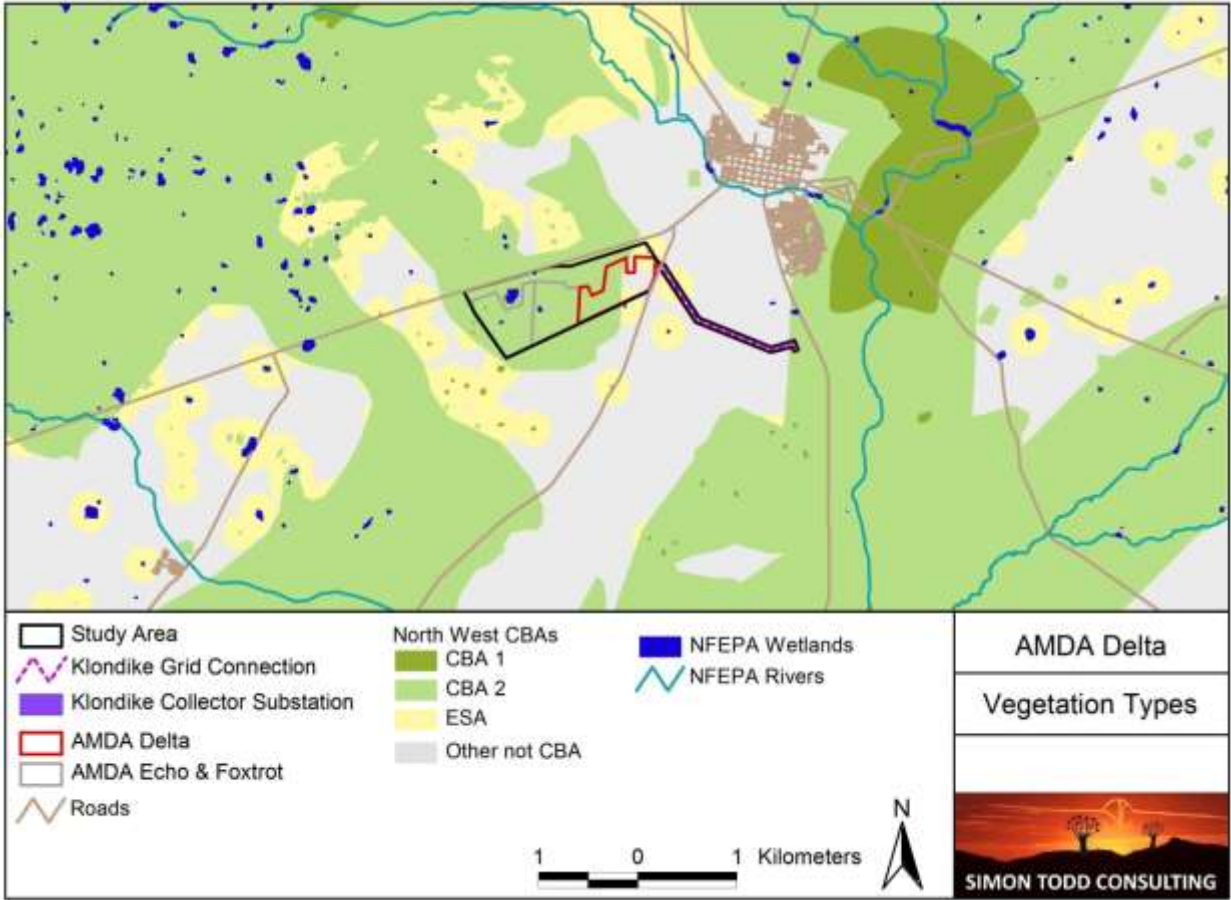 Study Area
Klondike Grid Connection
Klondike Collector Substation
AMDA Delta
AMDA Echo & Foxtrot
Roads
North West CBAs
CBA 1
CBA 2
ESA
Other not CBA
NFEPA Wetlands
NFEPA Rivers
1 0 1 Kilometers
N
AMDA Delta
Vegetation Types
SIMON TODD CONSULTING